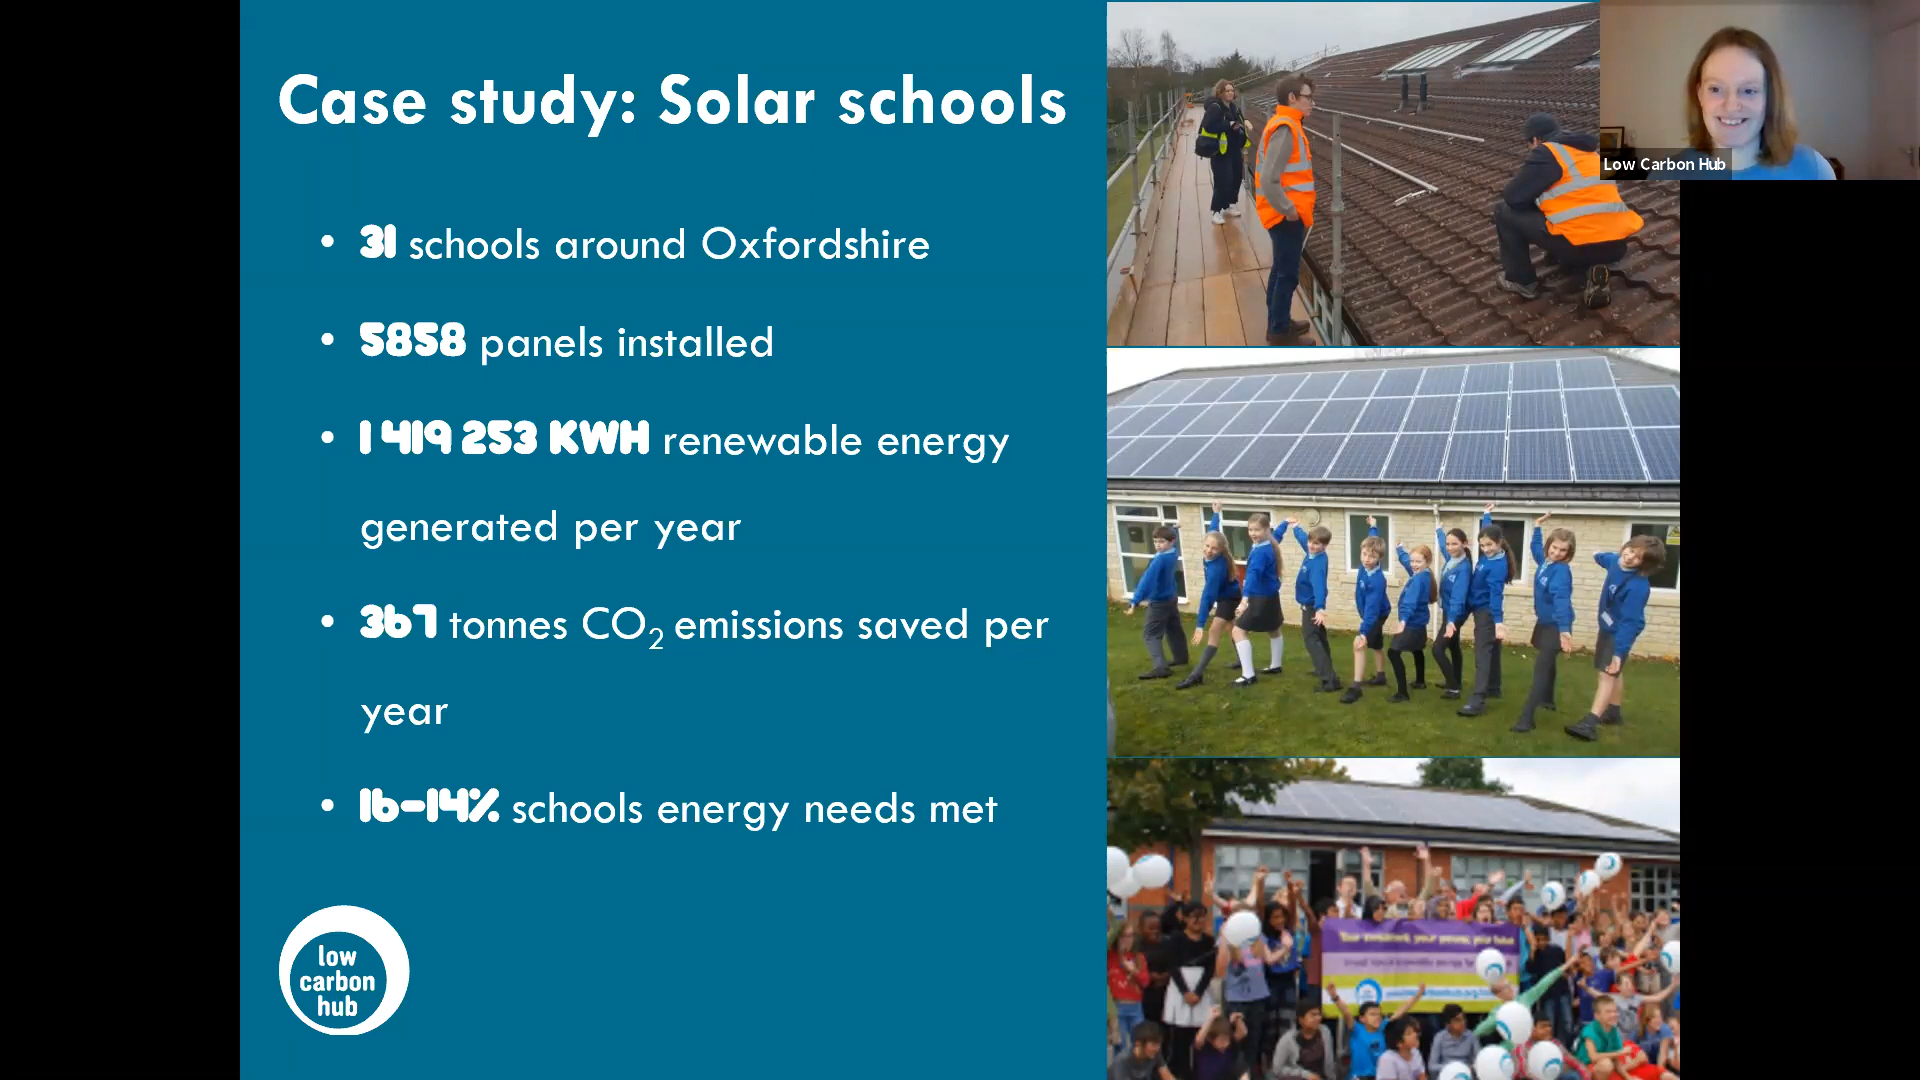 Case study: Solar schools
• 31 schools around Oxfordshire
• 5858 panels installed
• 1 419 253 KWH renewable energy
generated per year
• 367 tonnes CO₂ emissions saved per
year
• 16-14% schools energy needs met
low
carbon
hub
Low Carbon Hub